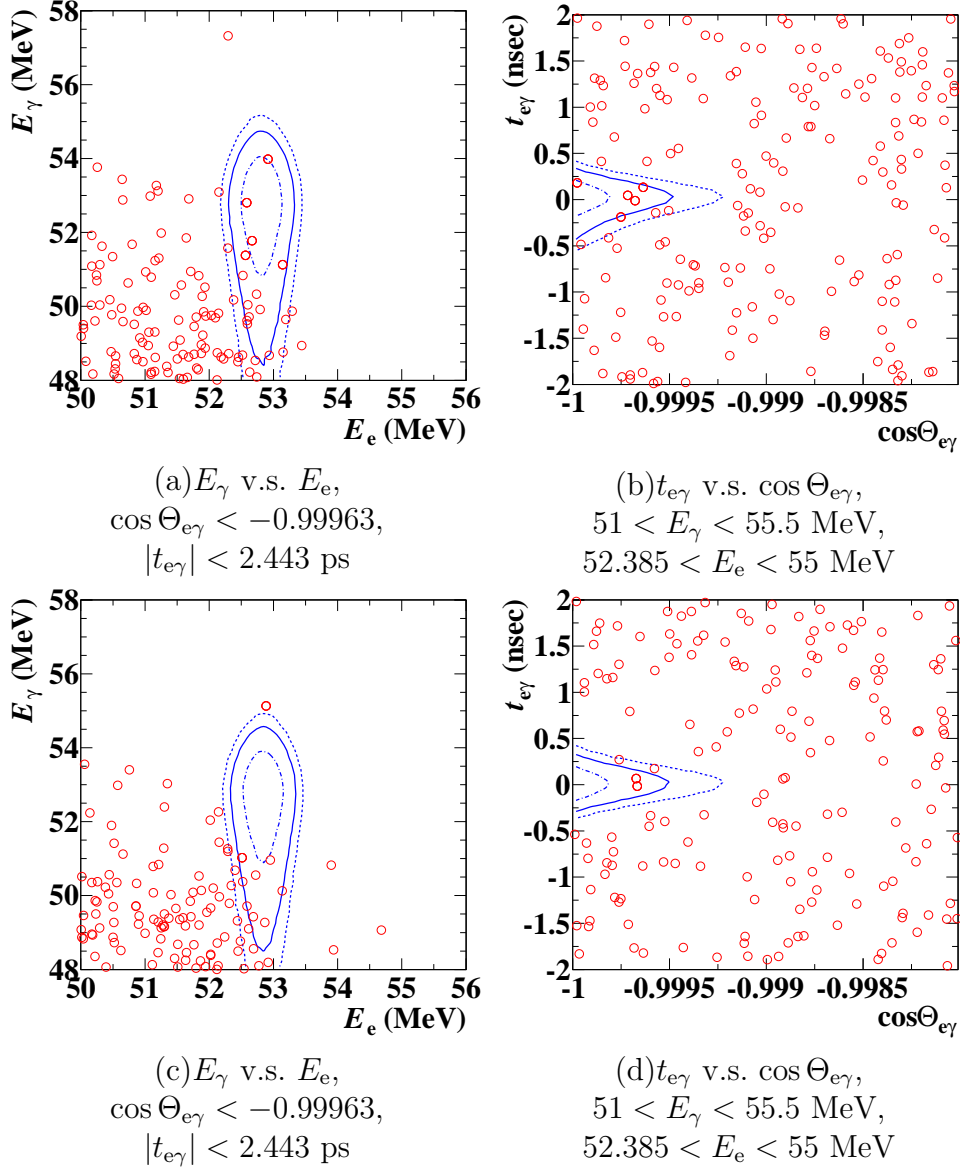 E_γ (MeV)
58
56
54
52
50
48
50 51 52 53 54 55 56
E_e (MeV)
t_eγ (nsec)
2
1.5
1
0.5
0
-0.5
-1
-1.5
-2
-1 -0.9995 -0.999 -0.9985
cosΘ_eγ
(a)E_γ v.s. E_e,
cos Θ_eγ < −0.99963,
|t_eγ| < 2.443 ps
(b)t_eγ v.s. cos Θ_eγ,
51 < E_γ < 55.5 MeV,
52.385 < E_e < 55 MeV
E_γ (MeV)
58
56
54
52
50
48
50 51 52 53 54 55 56
E_e (MeV)
t_eγ (nsec)
2
1.5
1
0.5
0
-0.5
-1
-1.5
-2
-1 -0.9995 -0.999 -0.9985
cosΘ_eγ
(c)E_γ v.s. E_e,
cos Θ_eγ < −0.99963,
|t_eγ| < 2.443 ps
(d)t_eγ v.s. cos Θ_eγ,
51 < E_γ < 55.5 MeV,
52.385 < E_e < 55 MeV